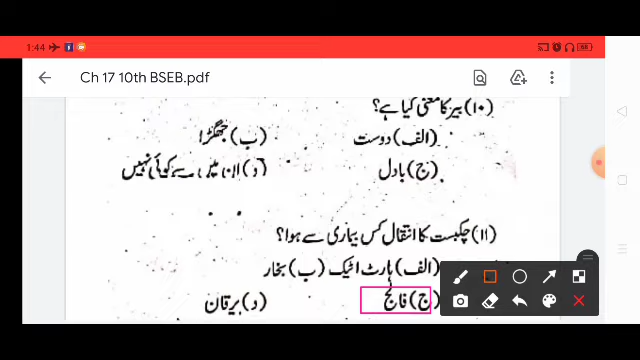 1:44
Ch 17 10th BSEB.pdf
(۱۰) بیر کا معنی کیا ہے؟
(الف) دوست (ب) جھگڑا
(ج) بادل (د) ان میں سے کوئی نہیں
(۱۱) چکبست کا انتقال کس بیماری سے ہوا؟
(الف) ہارٹ اٹیک (ب) بخار
(ج) فالج (د) یرقان